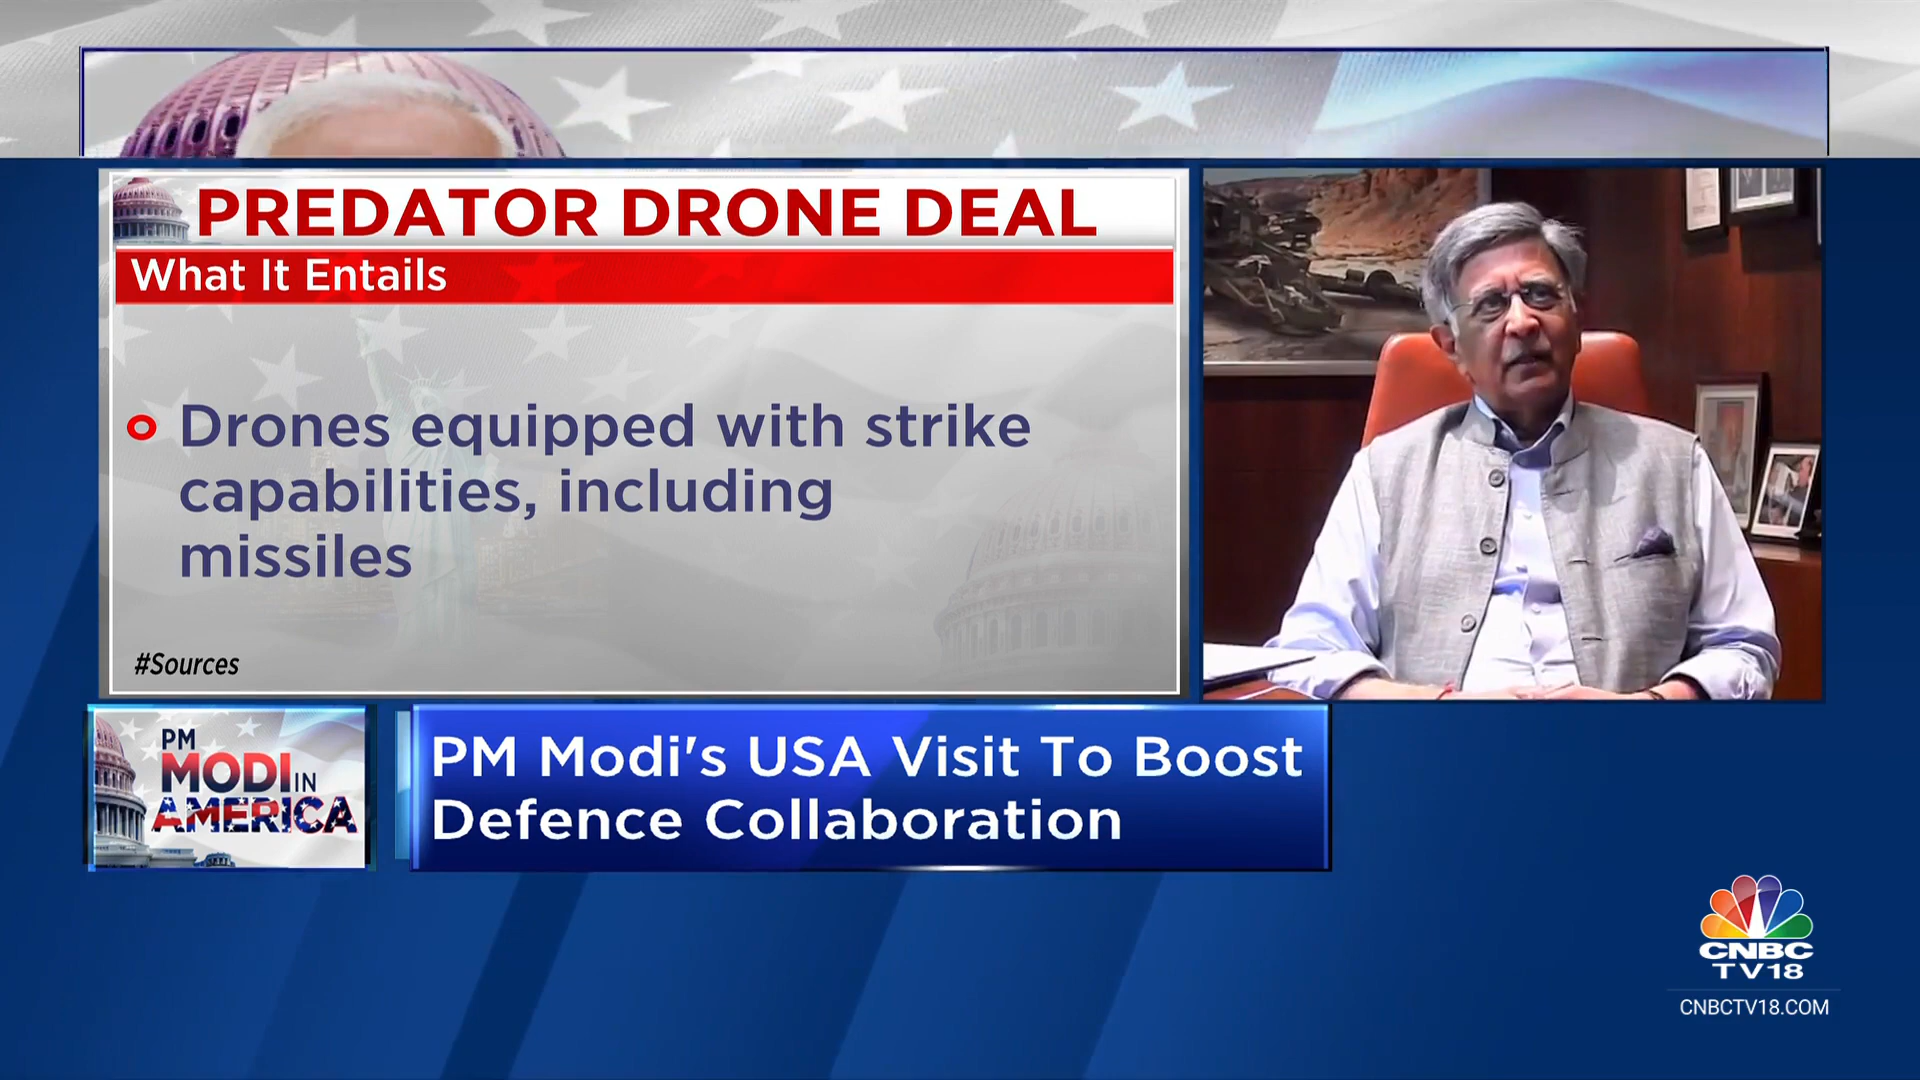 PREDATOR DRONE DEAL
What It Entails
Drones equipped with strike
capabilities, including
missiles
#Sources
PM
MODI IN
AMERICA
PM Modi's USA Visit To Boost
Defence Collaboration
CNBC
TV18
CNBCTV18.COM